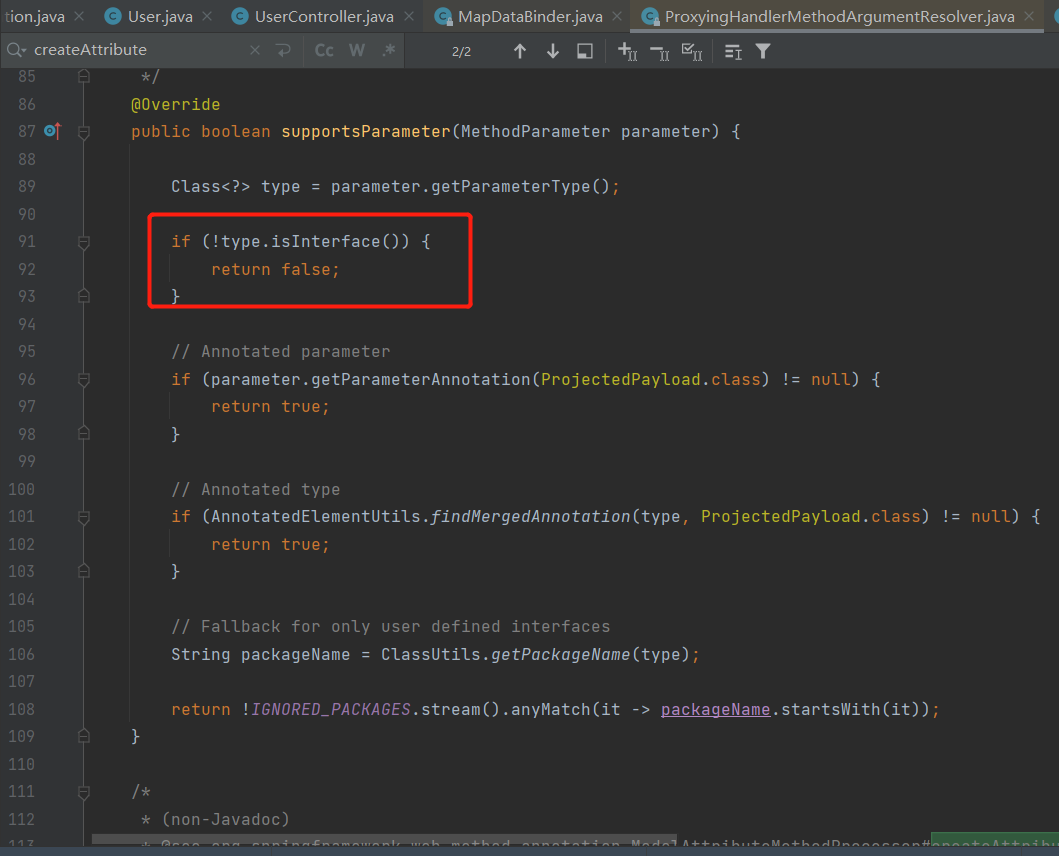 tion.java × User.java × UserController.java × MapDataBinder.java × ProxyingHandlerMethodArgumentResolver.java ×
createAttribute × Cc W .* 2/2
85 */
86 @Override
87 public boolean supportsParameter(MethodParameter parameter) {
88
89 Class<?> type = parameter.getParameterType();
90
91 if (!type.isInterface()) {
92 return false;
93 }
94
95 // Annotated parameter
96 if (parameter.getParameterAnnotation(ProjectedPayload.class) != null) {
97 return true;
98 }
99
100 // Annotated type
101 if (AnnotatedElementUtils.findMergedAnnotation(type, ProjectedPayload.class) != null) {
102 return true;
103 }
104
105 // Fallback for only user defined interfaces
106 String packageName = ClassUtils.getPackageName(type);
107
108 return !IGNORED_PACKAGES.stream().anyMatch(it -> packageName.startsWith(it));
109 }
110
111 /*
112 * (non-Javadoc)